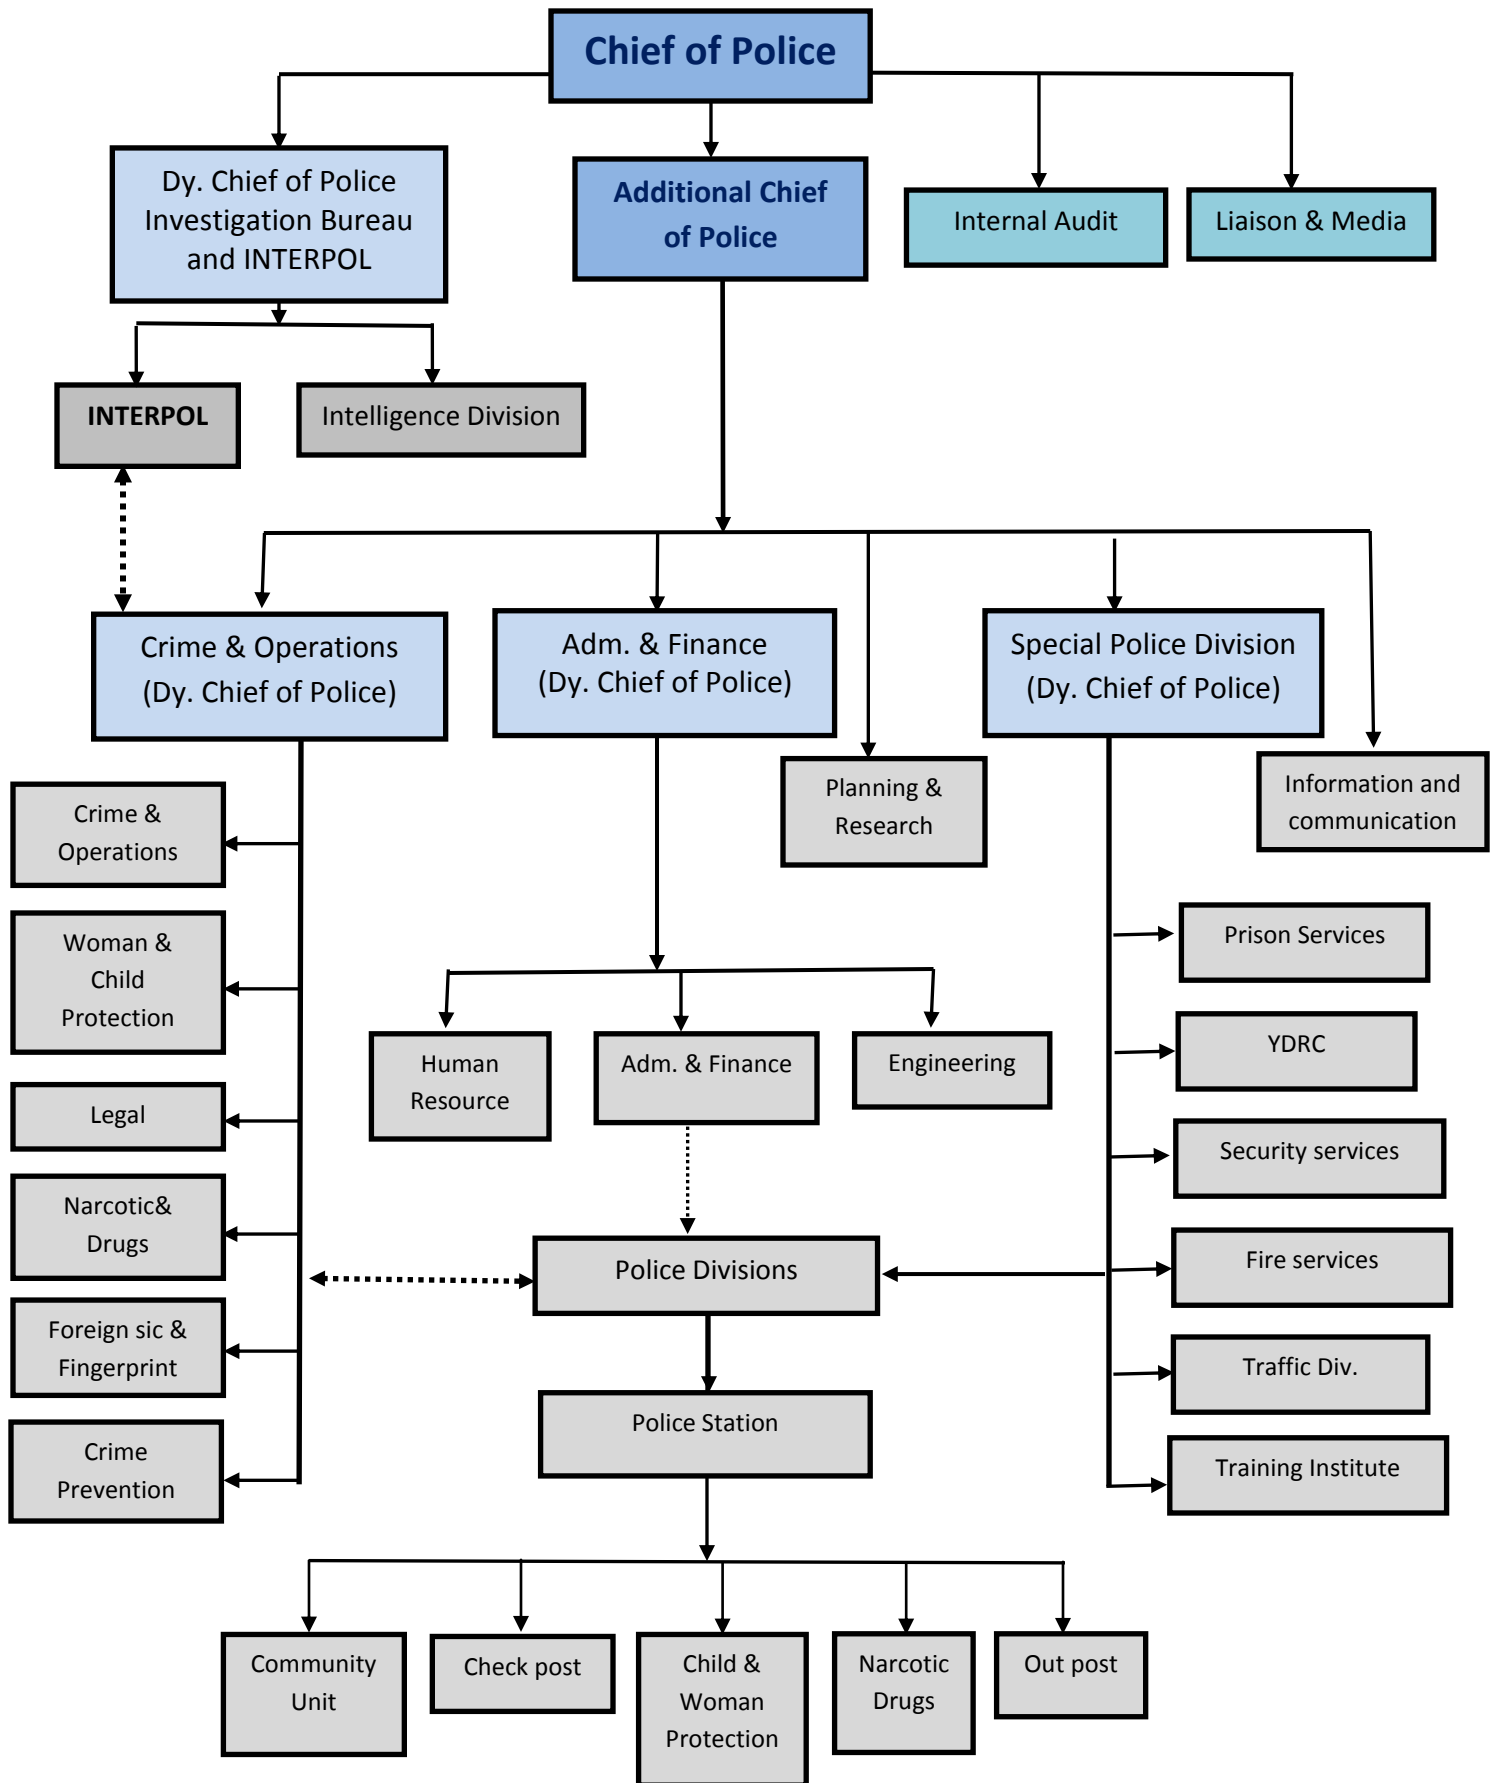 Chief of Police
Dy. Chief of Police
Investigation Bureau
and INTERPOL
Additional Chief
of Police
Internal Audit
Liaison & Media
INTERPOL
Intelligence Division
Crime & Operations
(Dy. Chief of Police)
Adm. & Finance
(Dy. Chief of Police)
Special Police Division
(Dy. Chief of Police)
Planning &
Research
Information and
communication
Crime &
Operations
Woman &
Child
Protection
Legal
Narcotic&
Drugs
Foreign sic &
Fingerprint
Crime
Prevention
Human
Resource
Adm. & Finance
Engineering
Prison Services
YDRC
Security services
Fire services
Traffic Div.
Training Institute
Police Divisions
Police Station
Community
Unit
Check post
Child &
Woman
Protection
Narcotic
Drugs
Out post